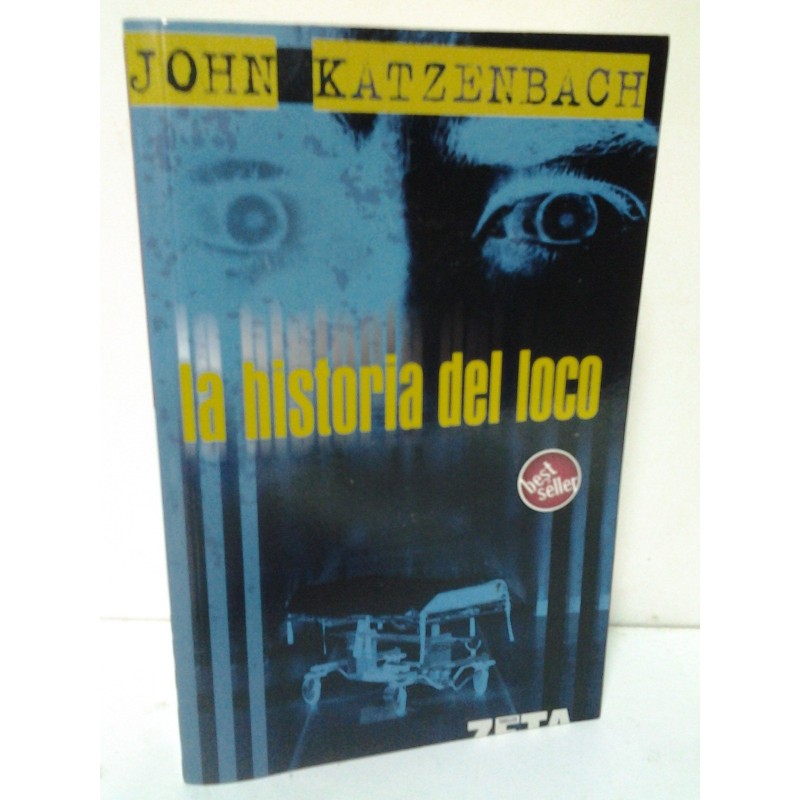 JOHN KATZENBACH
la historia del loco
best
seller
ZETA